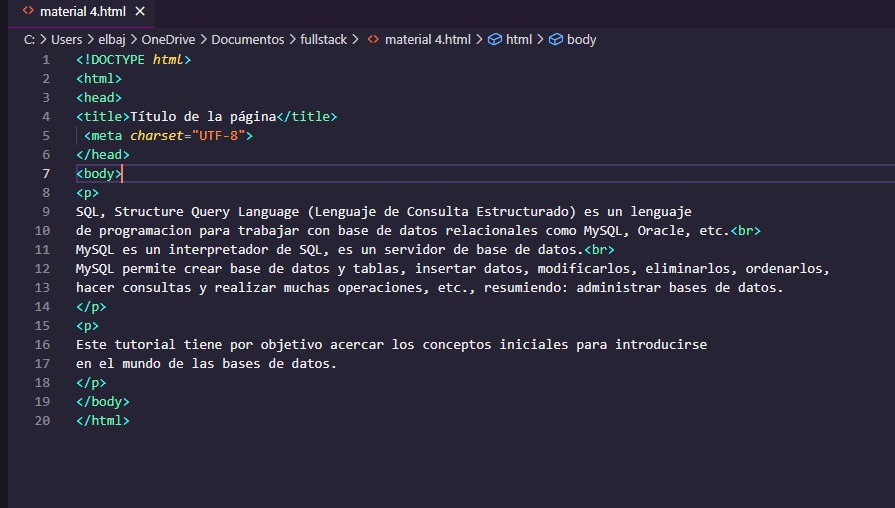 material 4.html
C: > Users > elbaj > OneDrive > Documentos > fullstack > material 4.html > html > body
1 <!DOCTYPE html>
2 <html>
3 <head>
4 <title>Título de la página</title>
5 <meta charset="UTF-8">
6 </head>
7 <body>
8 <p>
9 SQL, Structure Query Language (Lenguaje de Consulta Estructurado) es un lenguaje
10 de programacion para trabajar con base de datos relacionales como MySQL, Oracle, etc.<br>
11 MySQL es un interpretador de SQL, es un servidor de base de datos.<br>
12 MySQL permite crear base de datos y tablas, insertar datos, modificarlos, eliminarlos, ordenarlos,
13 hacer consultas y realizar muchas operaciones, etc., resumiendo: administrar bases de datos.
14 </p>
15 <p>
16 Este tutorial tiene por objetivo acercar los conceptos iniciales para introducirse
17 en el mundo de las bases de datos.
18 </p>
19 </body>
20 </html>